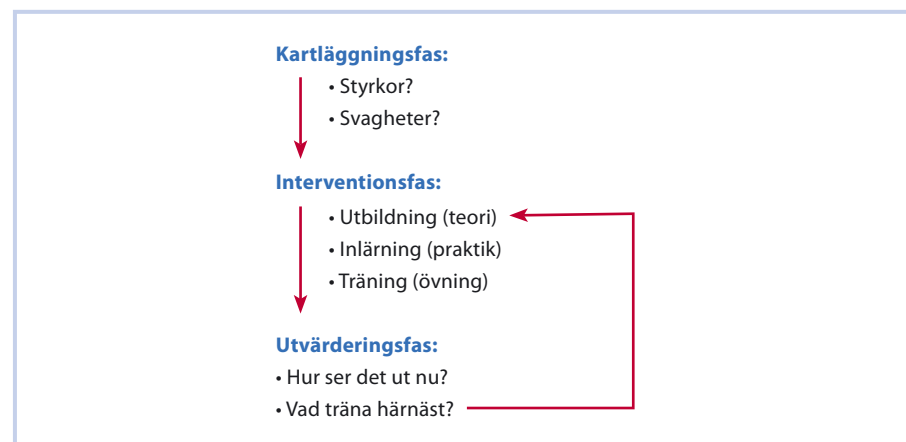 Kartläggningsfas:
• Styrkor?
• Svagheter?
Interventionsfas:
• Utbildning (teori)
• Inlärning (praktik)
• Träning (övning)
Utvärderingsfas:
• Hur ser det ut nu?
• Vad träna härnäst?